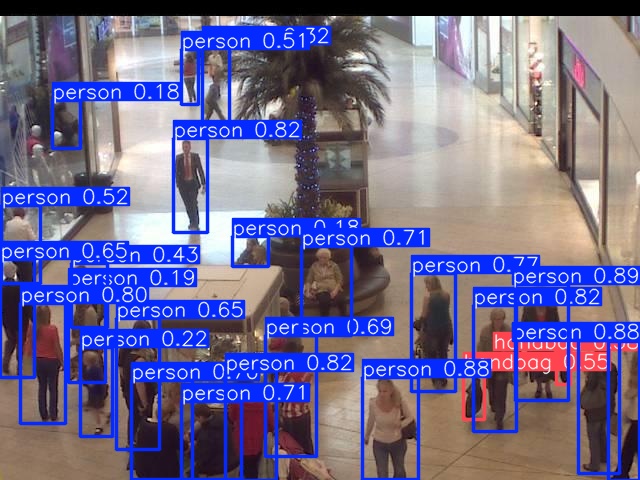 person 0.51
32
person 0.18
person 0.82
person 0.52
person 0.18
person 0.71
person 0.65
0.43
person 0.77
person 0.19
person 0.89
person 0.80
person 0.82
person 0.65
person 0.69
person 0.22
person 0.88
handbag 0.55
person 0.82
person 0.88
person
person 0.71